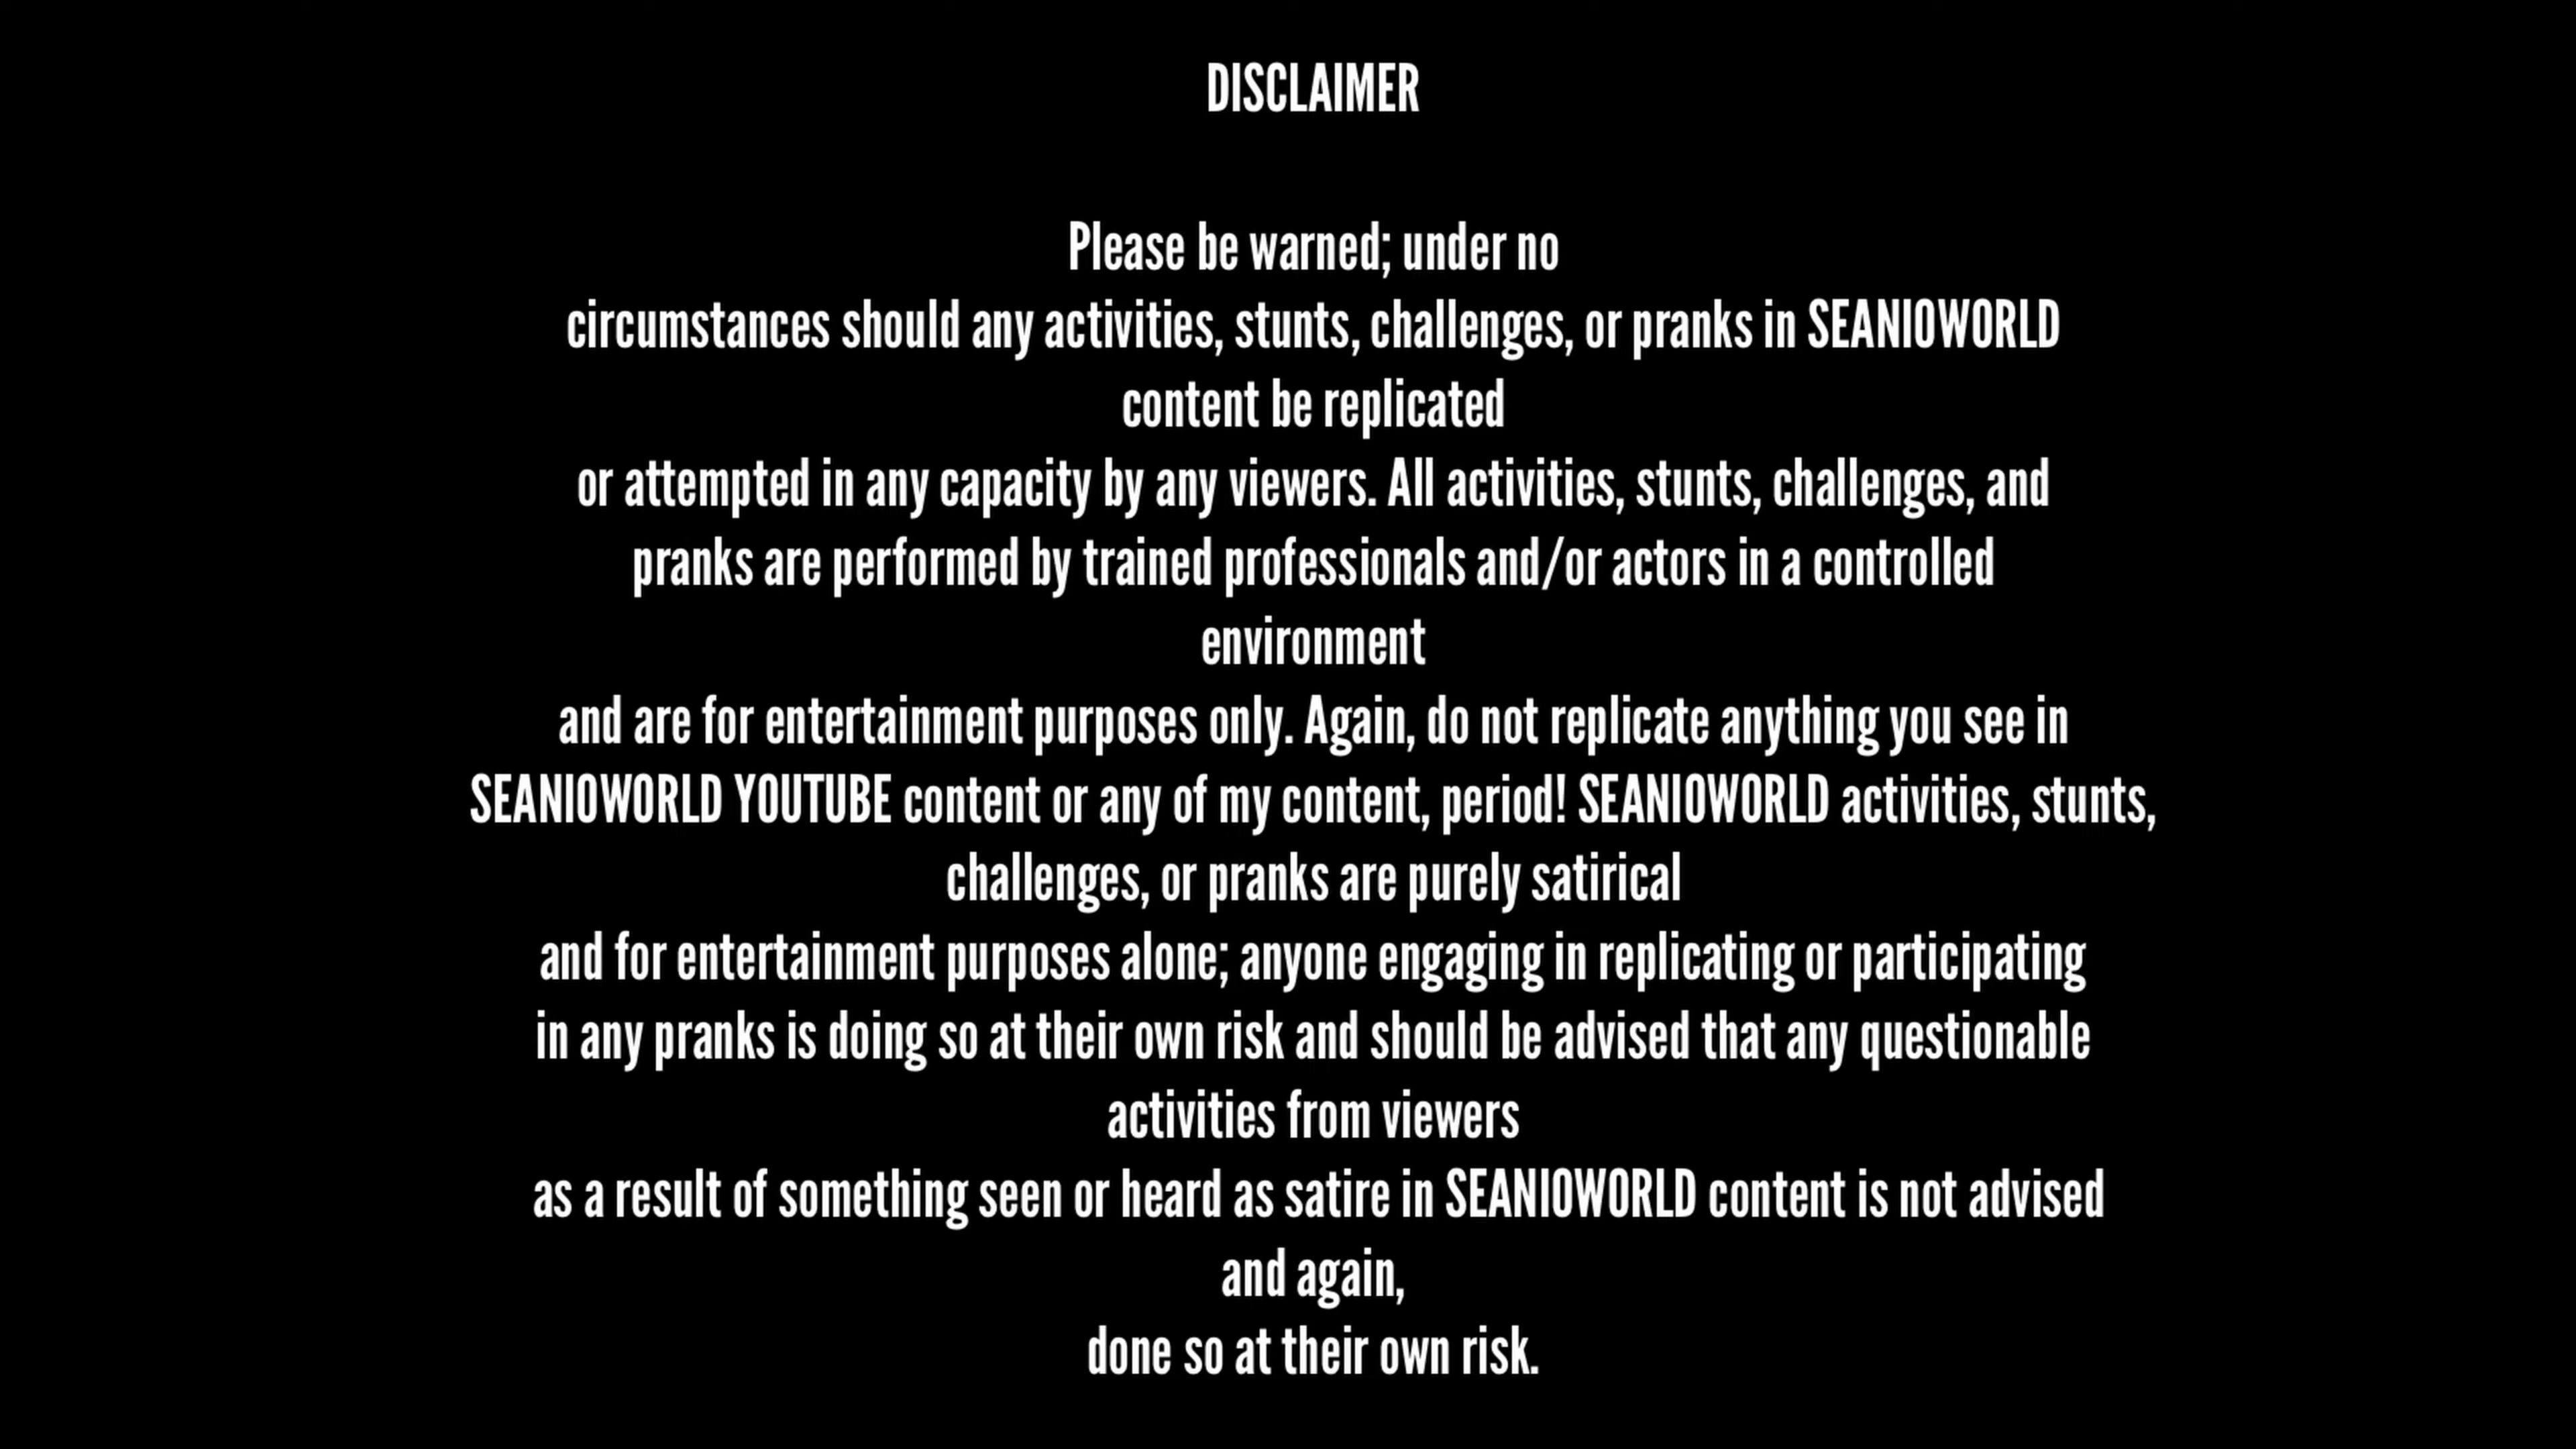 DISCLAIMER
Please be warned; under no
circumstances should any activities, stunts, challenges, or pranks in SEANIOWORLD
content be replicated
or attempted in any capacity by any viewers. All activities, stunts, challenges, and
pranks are performed by trained professionals and/or actors in a controlled
environment
and are for entertainment purposes only. Again, do not replicate anything you see in
SEANIOWORLD YOUTUBE content or any of my content, period! SEANIOWORLD activities, stunts,
challenges, or pranks are purely satirical
and for entertainment purposes alone; anyone engaging in replicating or participating
in any pranks is doing so at their own risk and should be advised that any questionable
activities from viewers
as a result of something seen or heard as satire in SEANIOWORLD content is not advised
and again,
done so at their own risk.